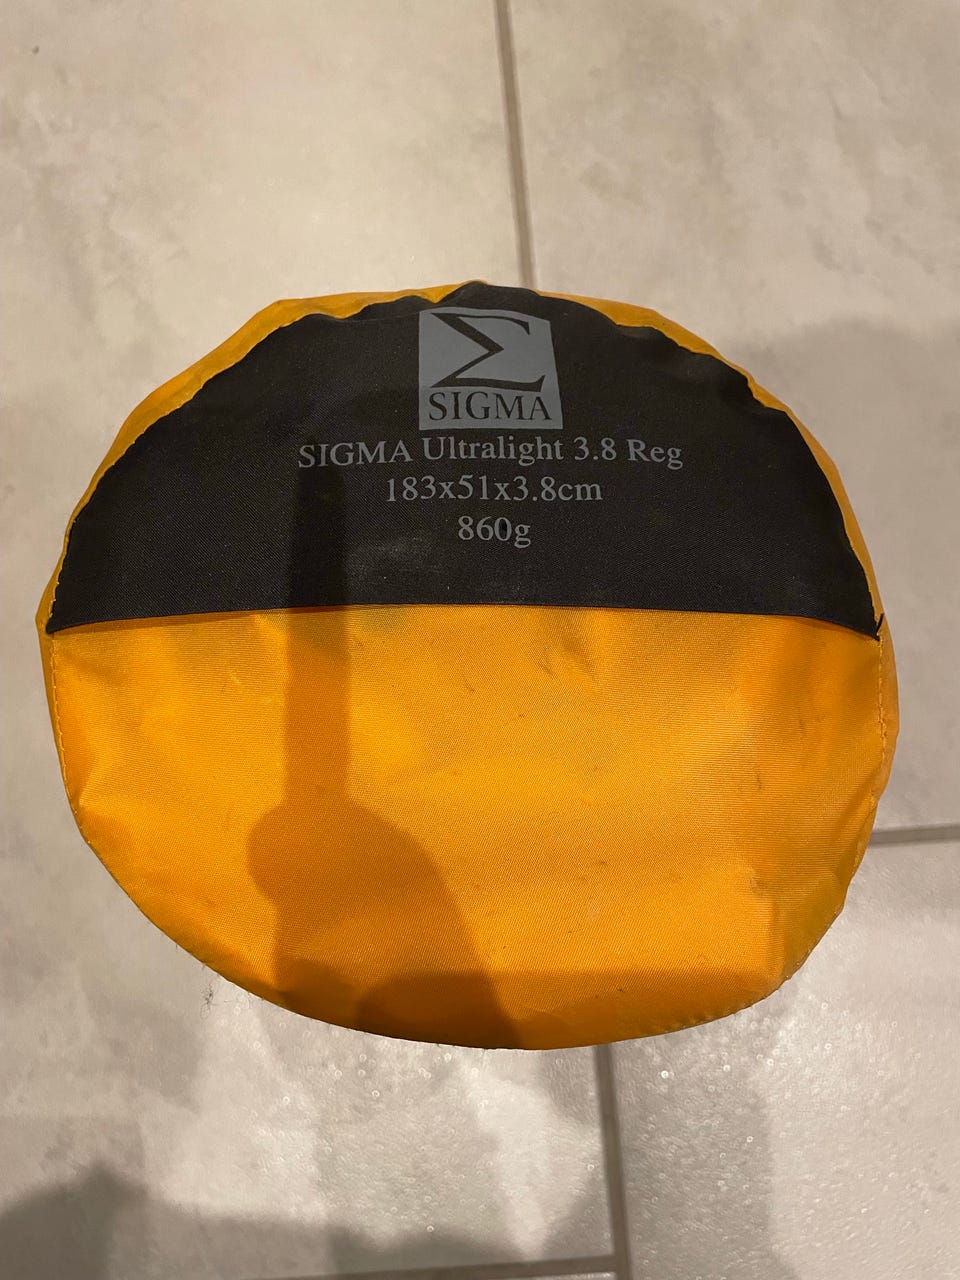 Σ
SIGMA
SIGMA Ultralight 3.8 Reg
183x51x3.8cm
860g